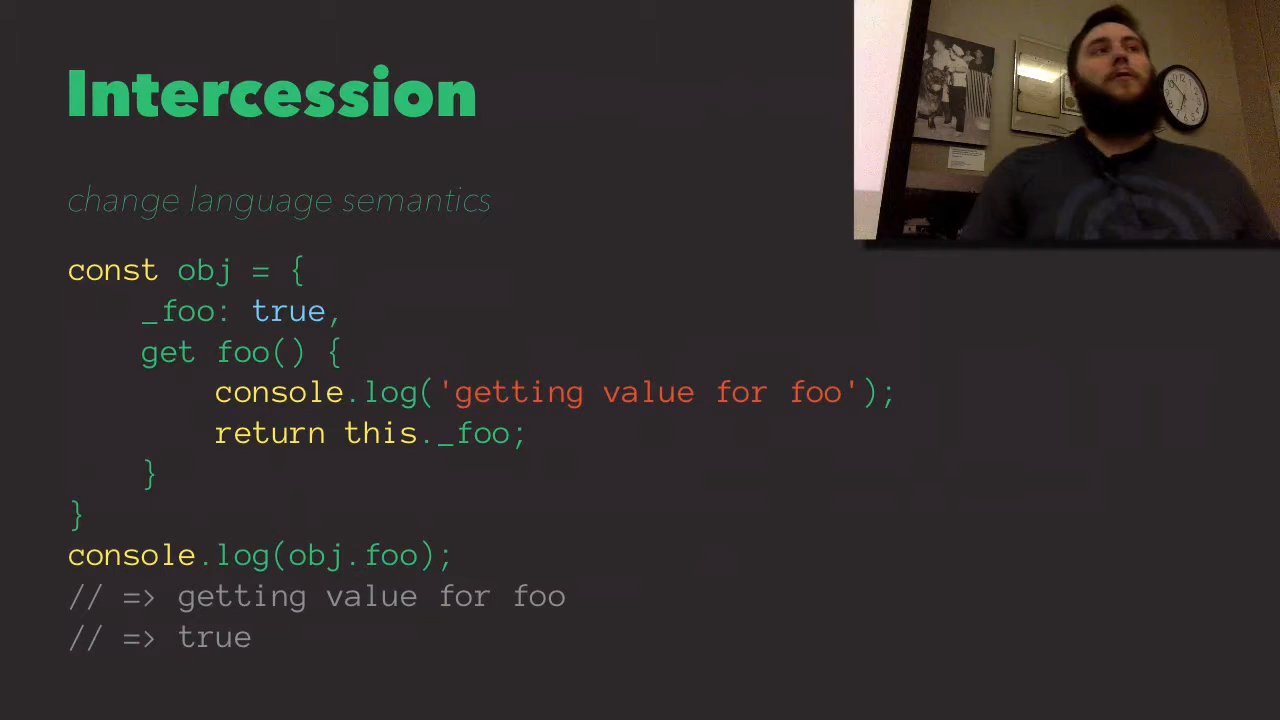 Intercession
change language semantics
const obj = {
    _foo: true,
    get foo() {
        console.log('getting value for foo');
        return this._foo;
    }
}
console.log(obj.foo);
// => getting value for foo
// => true